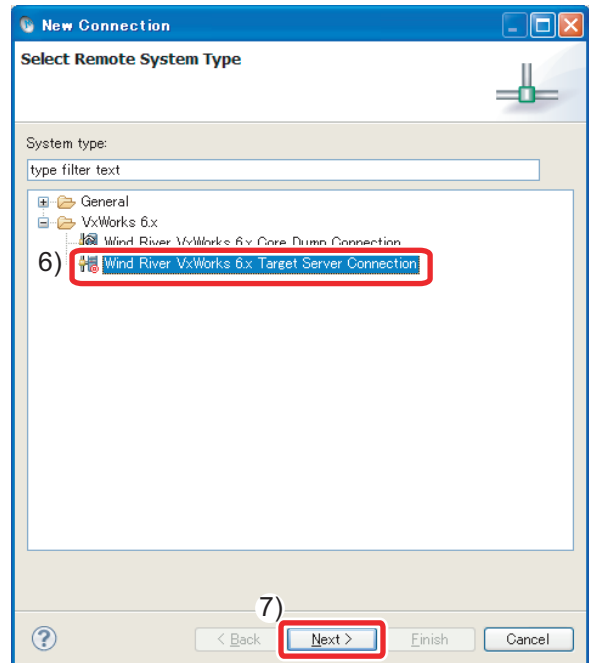 New Connection
Select Remote System Type
System type:
type filter text
General
VxWorks 6.x
Wind River VxWorks 6.x Core Dump Connection
6) Wind River VxWorks 6.x Target Server Connection
7)
? < Back Next > Finish Cancel